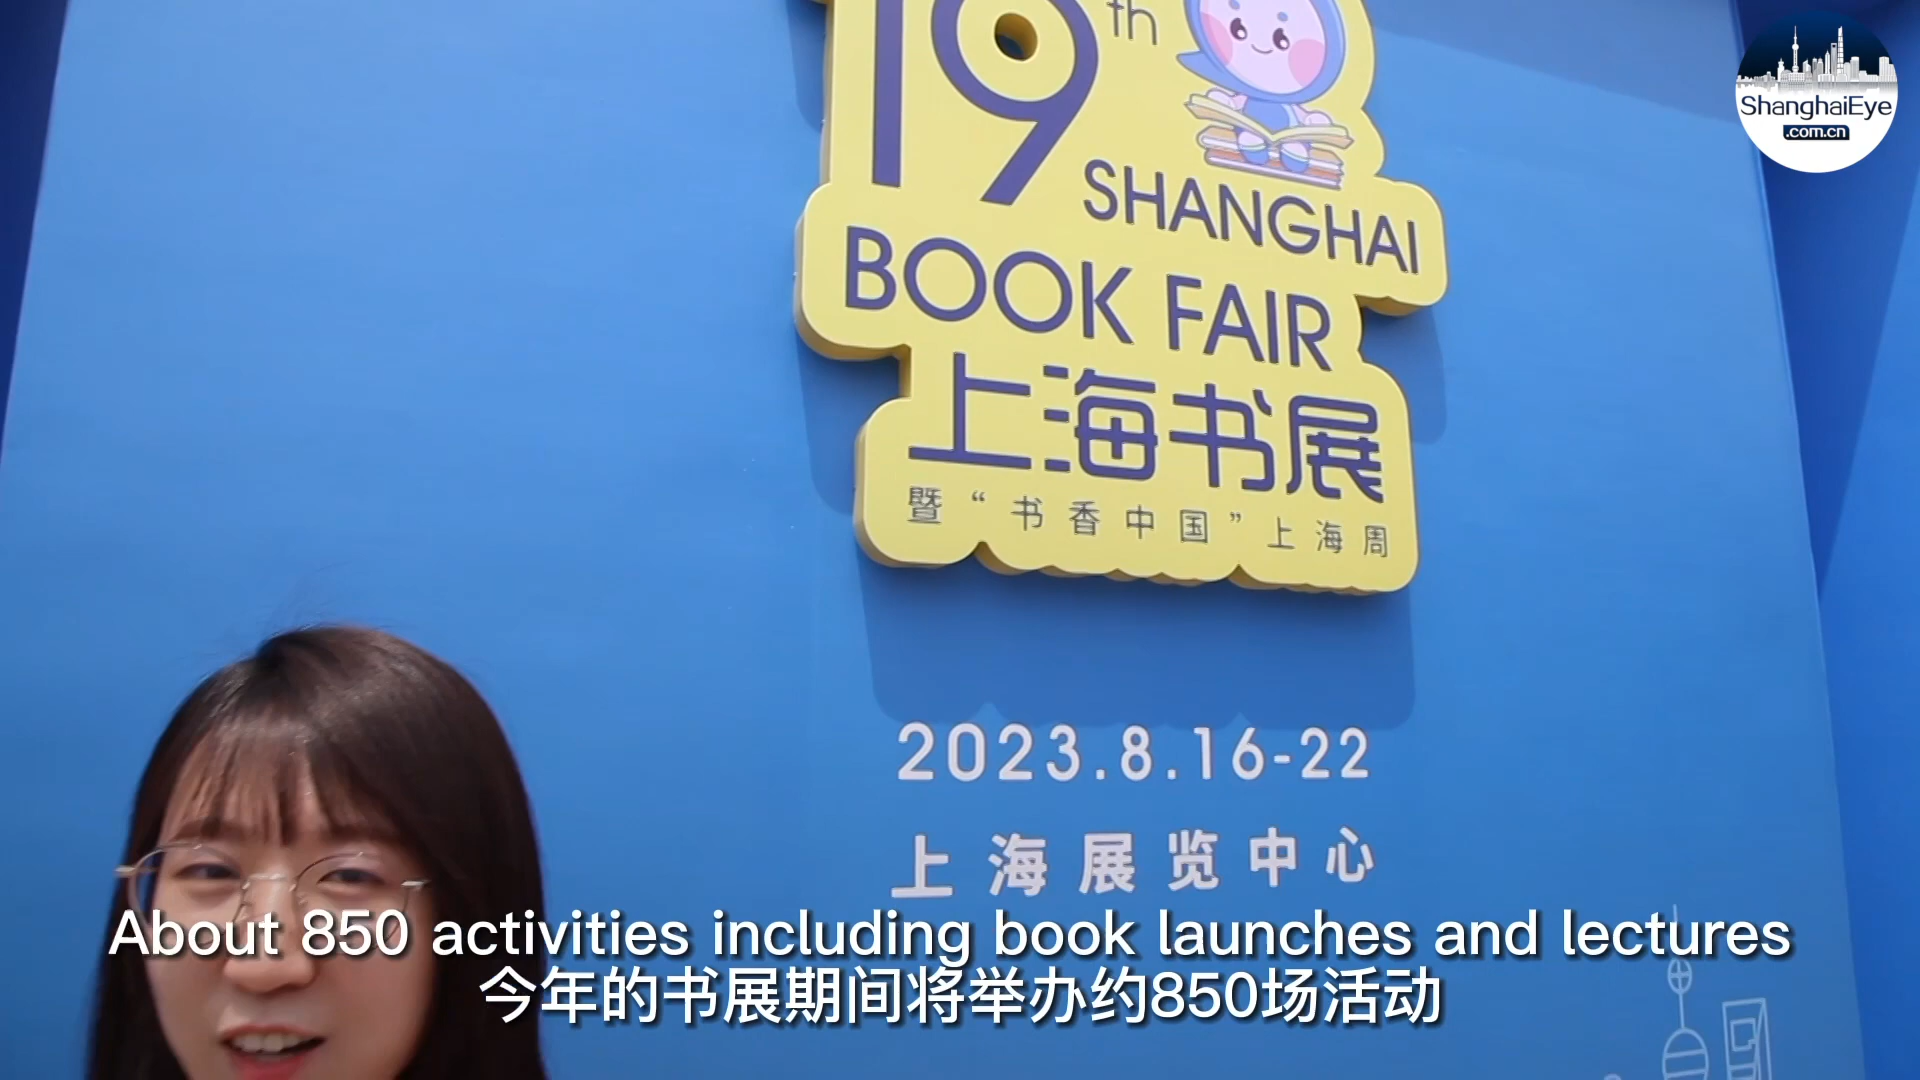 19th
SHANGHAI
BOOK FAIR
上海书展
暨“书香中国”上海周
2023.8.16-22
上海展览中心
ShanghaiEye
.com.cn
About 850 activities including book launches and lectures
今年的书展期间将举办约850场活动